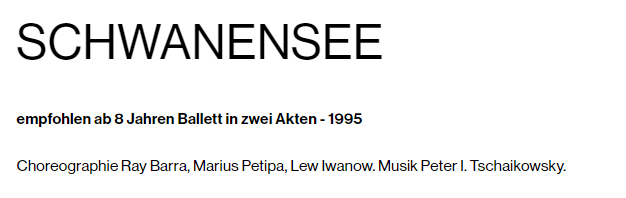 SCHWANENSEE
empfohlen ab 8 Jahren Ballett in zwei Akten - 1995
Choreographie Ray Barra, Marius Petipa, Lew Iwanow. Musik Peter I. Tschaikowsky.